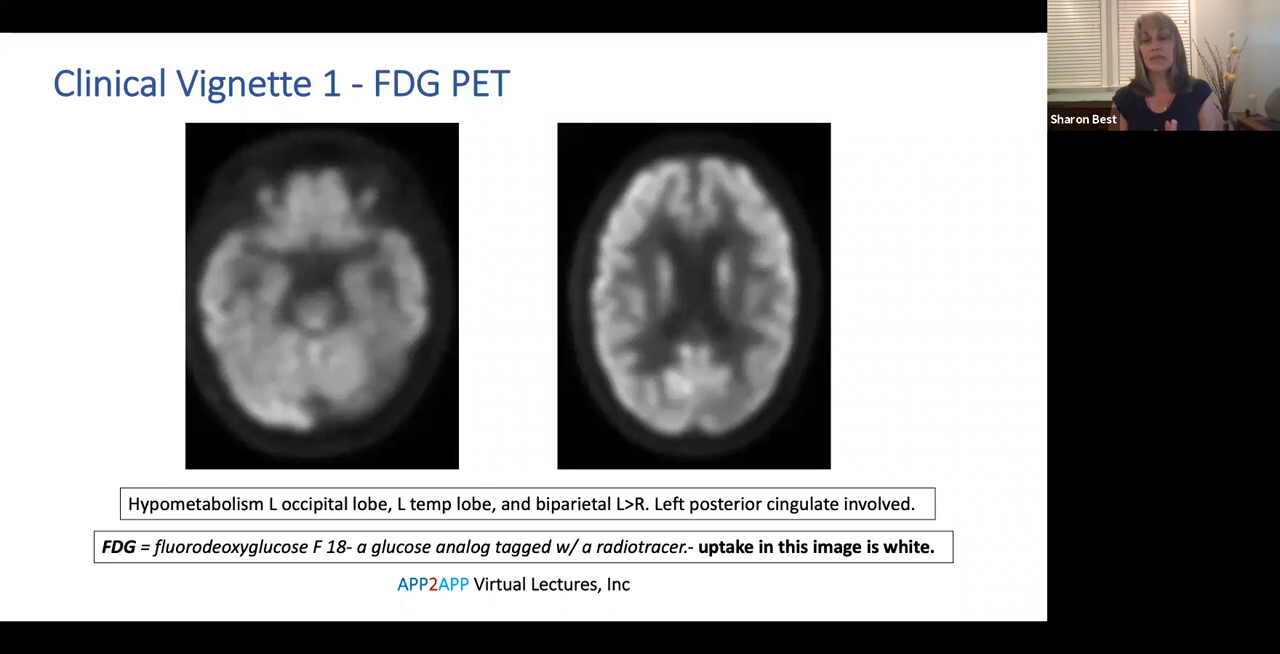 Clinical Vignette 1 - FDG PET
Sharon Best
Hypometabolism L occipital lobe, L temp lobe, and biparietal L>R. Left posterior cingulate involved.
FDG = fluorodeoxyglucose F 18- a glucose analog tagged w/ a radiotracer.- uptake in this image is white.
APP2APP Virtual Lectures, Inc